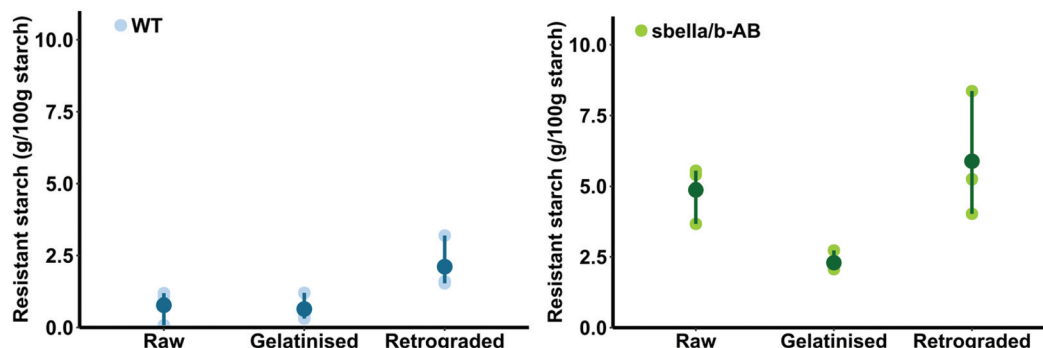 Resistant starch (g/100g starch)
10.0
7.5
5.0
2.5
0.0
WT
Raw Gelatinised Retrograded
Resistant starch (g/100g starch)
10.0
7.5
5.0
2.5
0.0
sbella/b-AB
Raw Gelatinised Retrograded